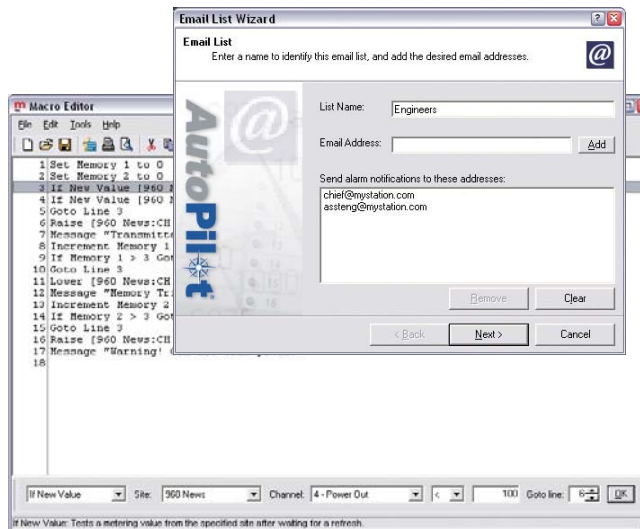 Email List Wizard
Email List
Enter a name to identify this email list, and add the desired email addresses.
@
AutoPilot
@
List Name: Engineers
Email Address: Add
Send alarm notifications to these addresses:
chief@mystation.com
assteng@mystation.com
Remove Clear
< Back Next > Cancel
Macro Editor
File Edit Tools Help
1 Set Memory 1 to 0
2 Set Memory 2 to 0
3 If New Value [960
4 If New Value [960
5 Goto Line 3
6 Raise [960 News:CH
7 Message "Transmitt
8 Increment Memory 1
9 If Memory 1 > 3 Got
10 Goto Line 3
11 Lower [960 News:CH
12 Message "Memory Tr
13 Increment Memory 2
14 If Memory 2 > 3 Got
15 Goto Line 3
16 Raise [960 News:CH
17 Message "Warning!
18
If New Value Site: 960 News Channel: 4 - Power Out < 100 Goto line: 6 OK
If New Value: Tests a metering value from the specified site after waiting for a refresh.